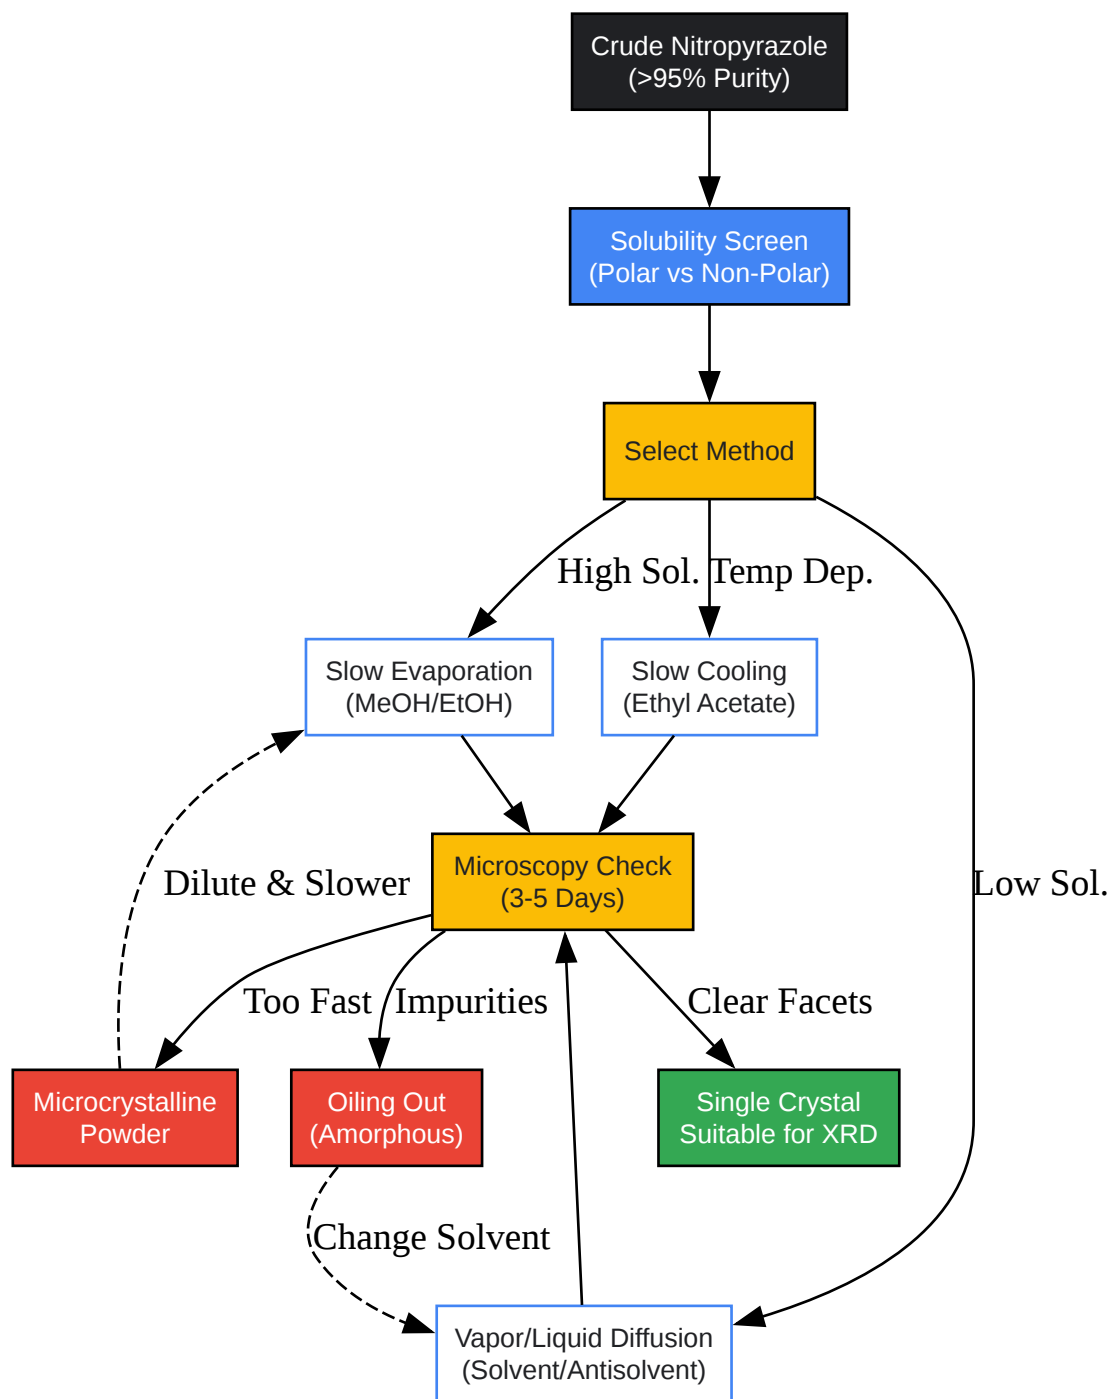 Crude Nitropyrazole
(>95% Purity)
Solubility Screen
(Polar vs Non-Polar)
Select Method
High Sol.
Temp Dep.
Slow Evaporation
(MeOH/EtOH)
Slow Cooling
(Ethyl Acetate)
Microscopy Check
(3-5 Days)
Dilute & Slower
Low Sol.
Too Fast
Impurities
Clear Facets
Microcrystalline
Powder
Oiling Out
(Amorphous)
Single Crystal
Suitable for XRD
Change Solvent
Vapor/Liquid Diffusion
(Solvent/Antisolvent)